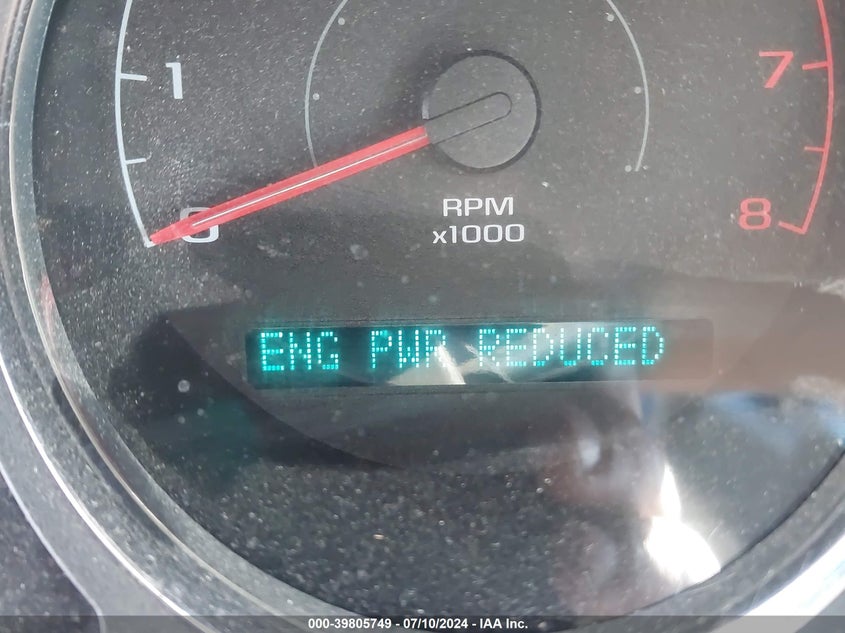 1
7
0
8
RPM
x1000
ENG PWR REDUCED
000-39805749 - 07/10/2024 - IAA Inc.